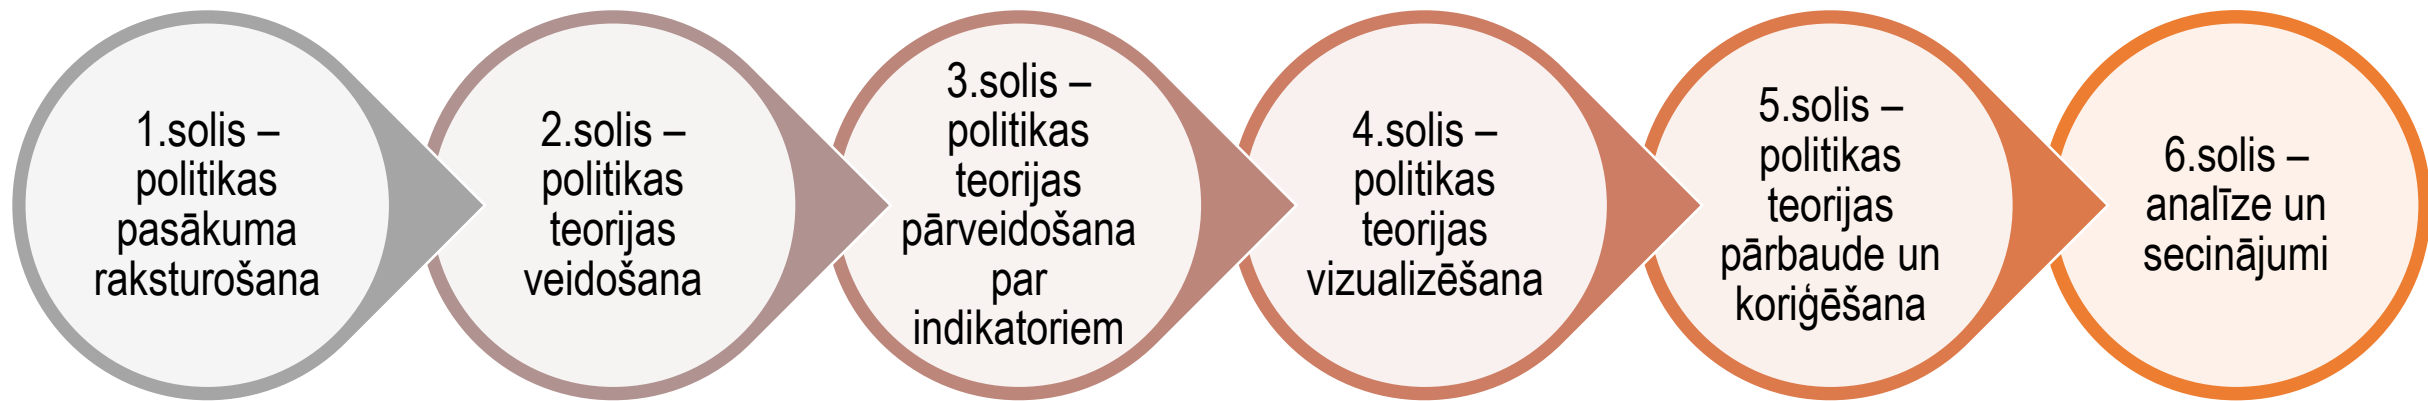 1.solis –
politikas
pasākuma
raksturošana
2.solis –
politikas
teorijas
veidošana
3.solis –
politikas
teorijas
pārveidošana
par
indikatoriem
4.solis –
politikas
teorijas
vizualizēšana
5.solis –
politikas
teorijas
pārbaude un
koriģēšana
6.solis –
analīze un
secinājumi